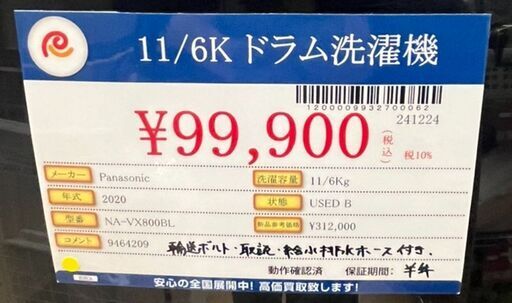 11/6K ドラム洗濯機
1200009932700062
241224
¥99,900
(税込)
税10%
メーカー Panasonic
洗濯容量 11/6Kg
年式 2020
状態 USED B
型番 NA-VX800BL
新品参考価格 ¥312,000
コメント 9464209
輸送ボルト・取説・給水排水ホース付き.
動作確認済 保証期間: 半年
安心の全国展開中! 高価買取致します!